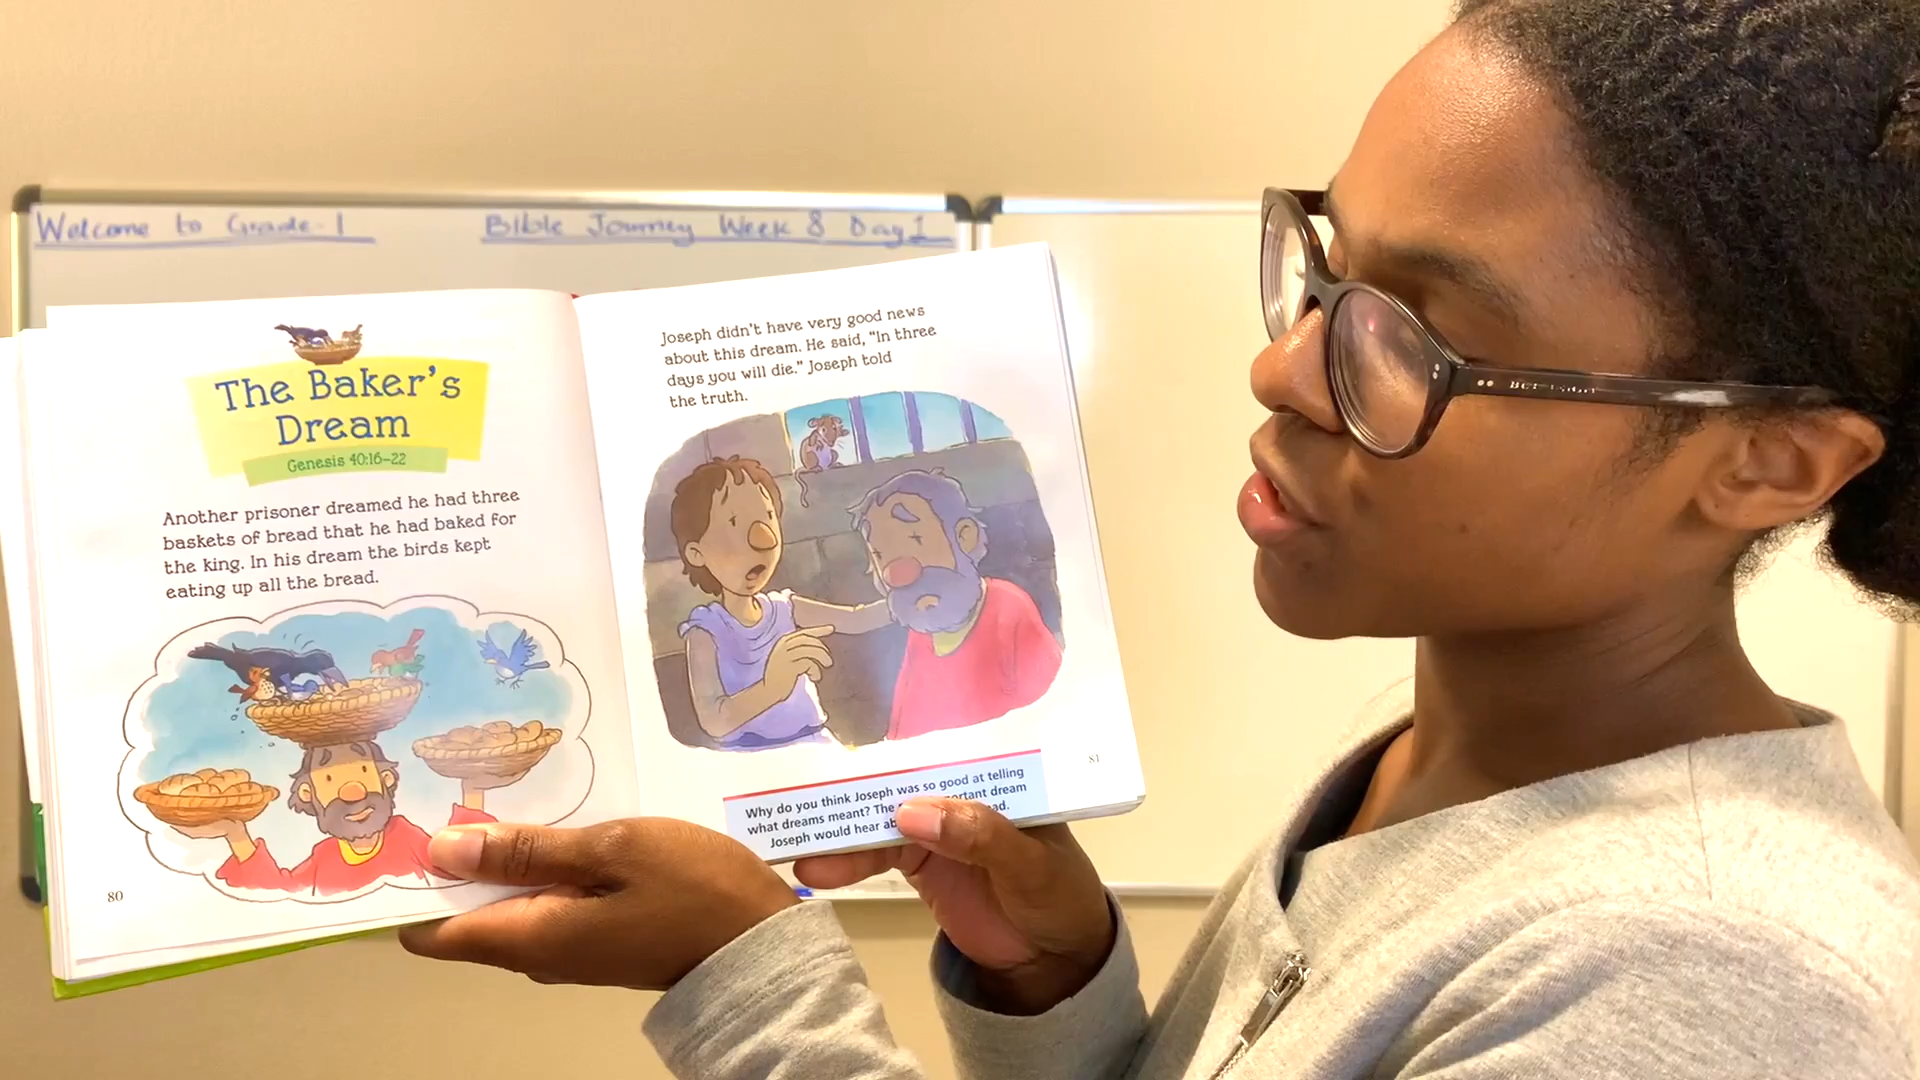 Welcome to Grade-1
Bible Journey Week 8 Day 1
The Baker's
Dream
Genesis 40:16–22
Another prisoner dreamed he had three
baskets of bread that he had baked for
the king. In his dream the birds kept
eating up all the bread.
80
Joseph didn't have very good news
about this dream. He said, "In three
days you will die." Joseph told
the truth.
81
Why do you think Joseph was so good at telling
what dreams meant? The dream
Joseph would hear